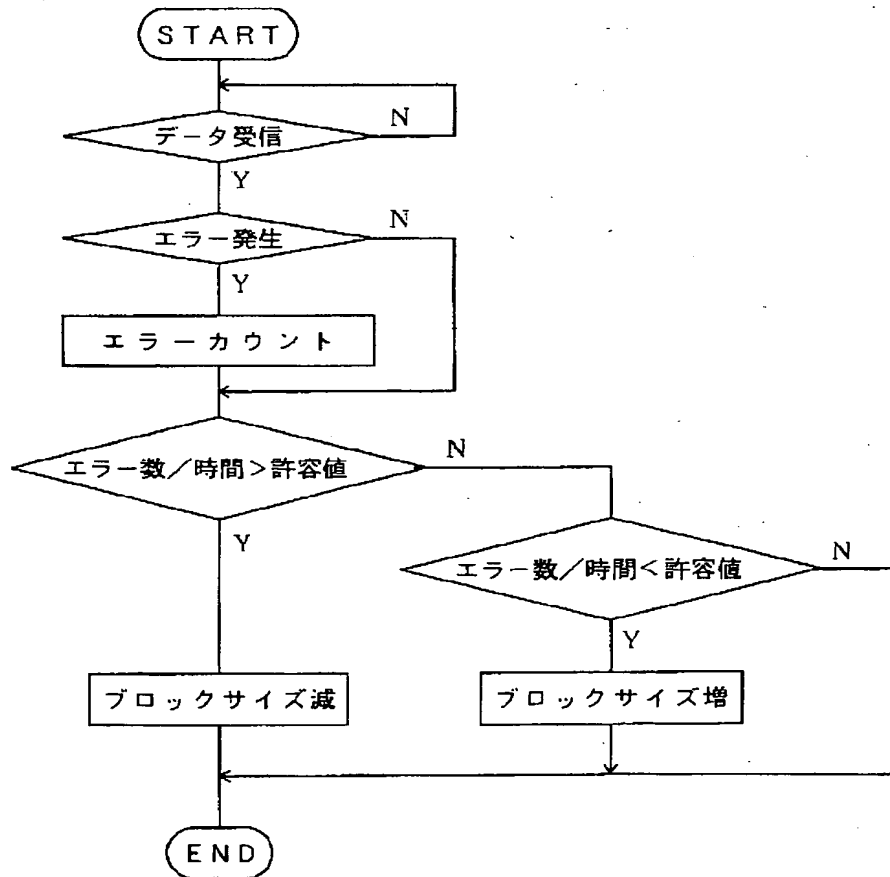 START
データ受信
N
Y
エラー発生
N
Y
エラーカウント
エラー数／時間＞許容値
N
Y
エラー数／時間＜許容値
N
Y
ブロックサイズ減
ブロックサイズ増
END